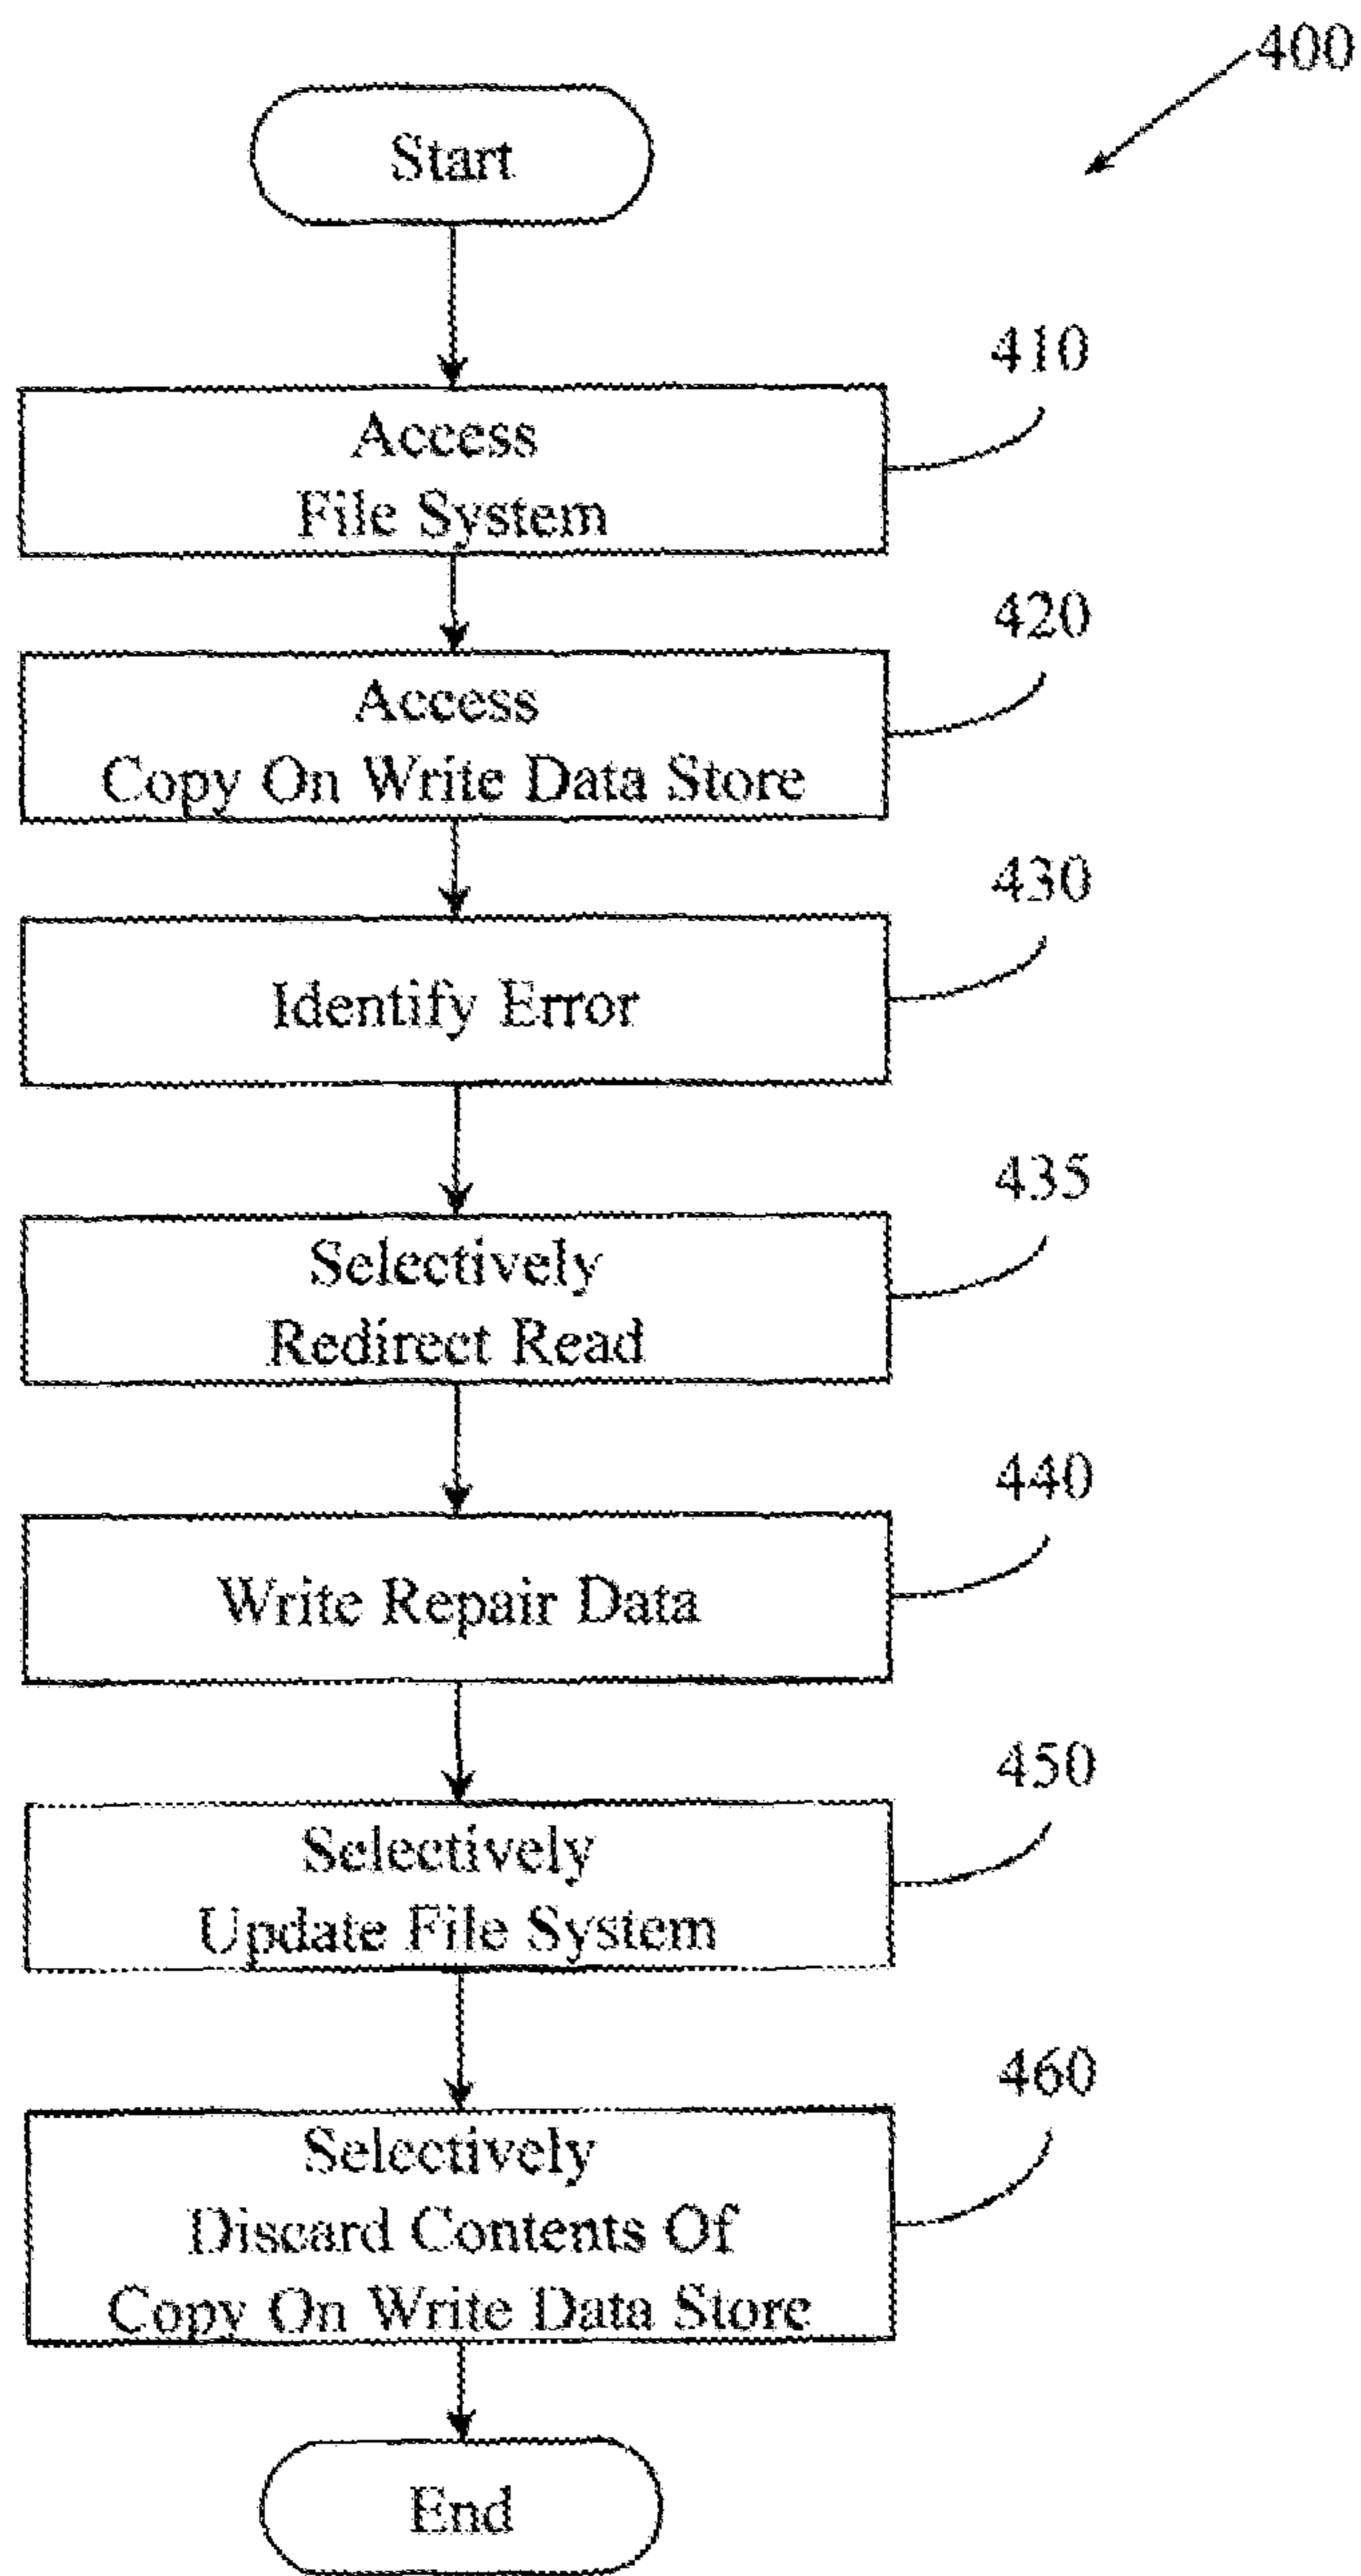 400
Start
410
Access
File System
420
Access
Copy On Write Data Store
430
Identify Error
435
Selectively
Redirect Read
440
Write Repair Data
450
Selectively
Update File System
460
Selectively
Discard Contents Of
Copy On Write Data Store
End